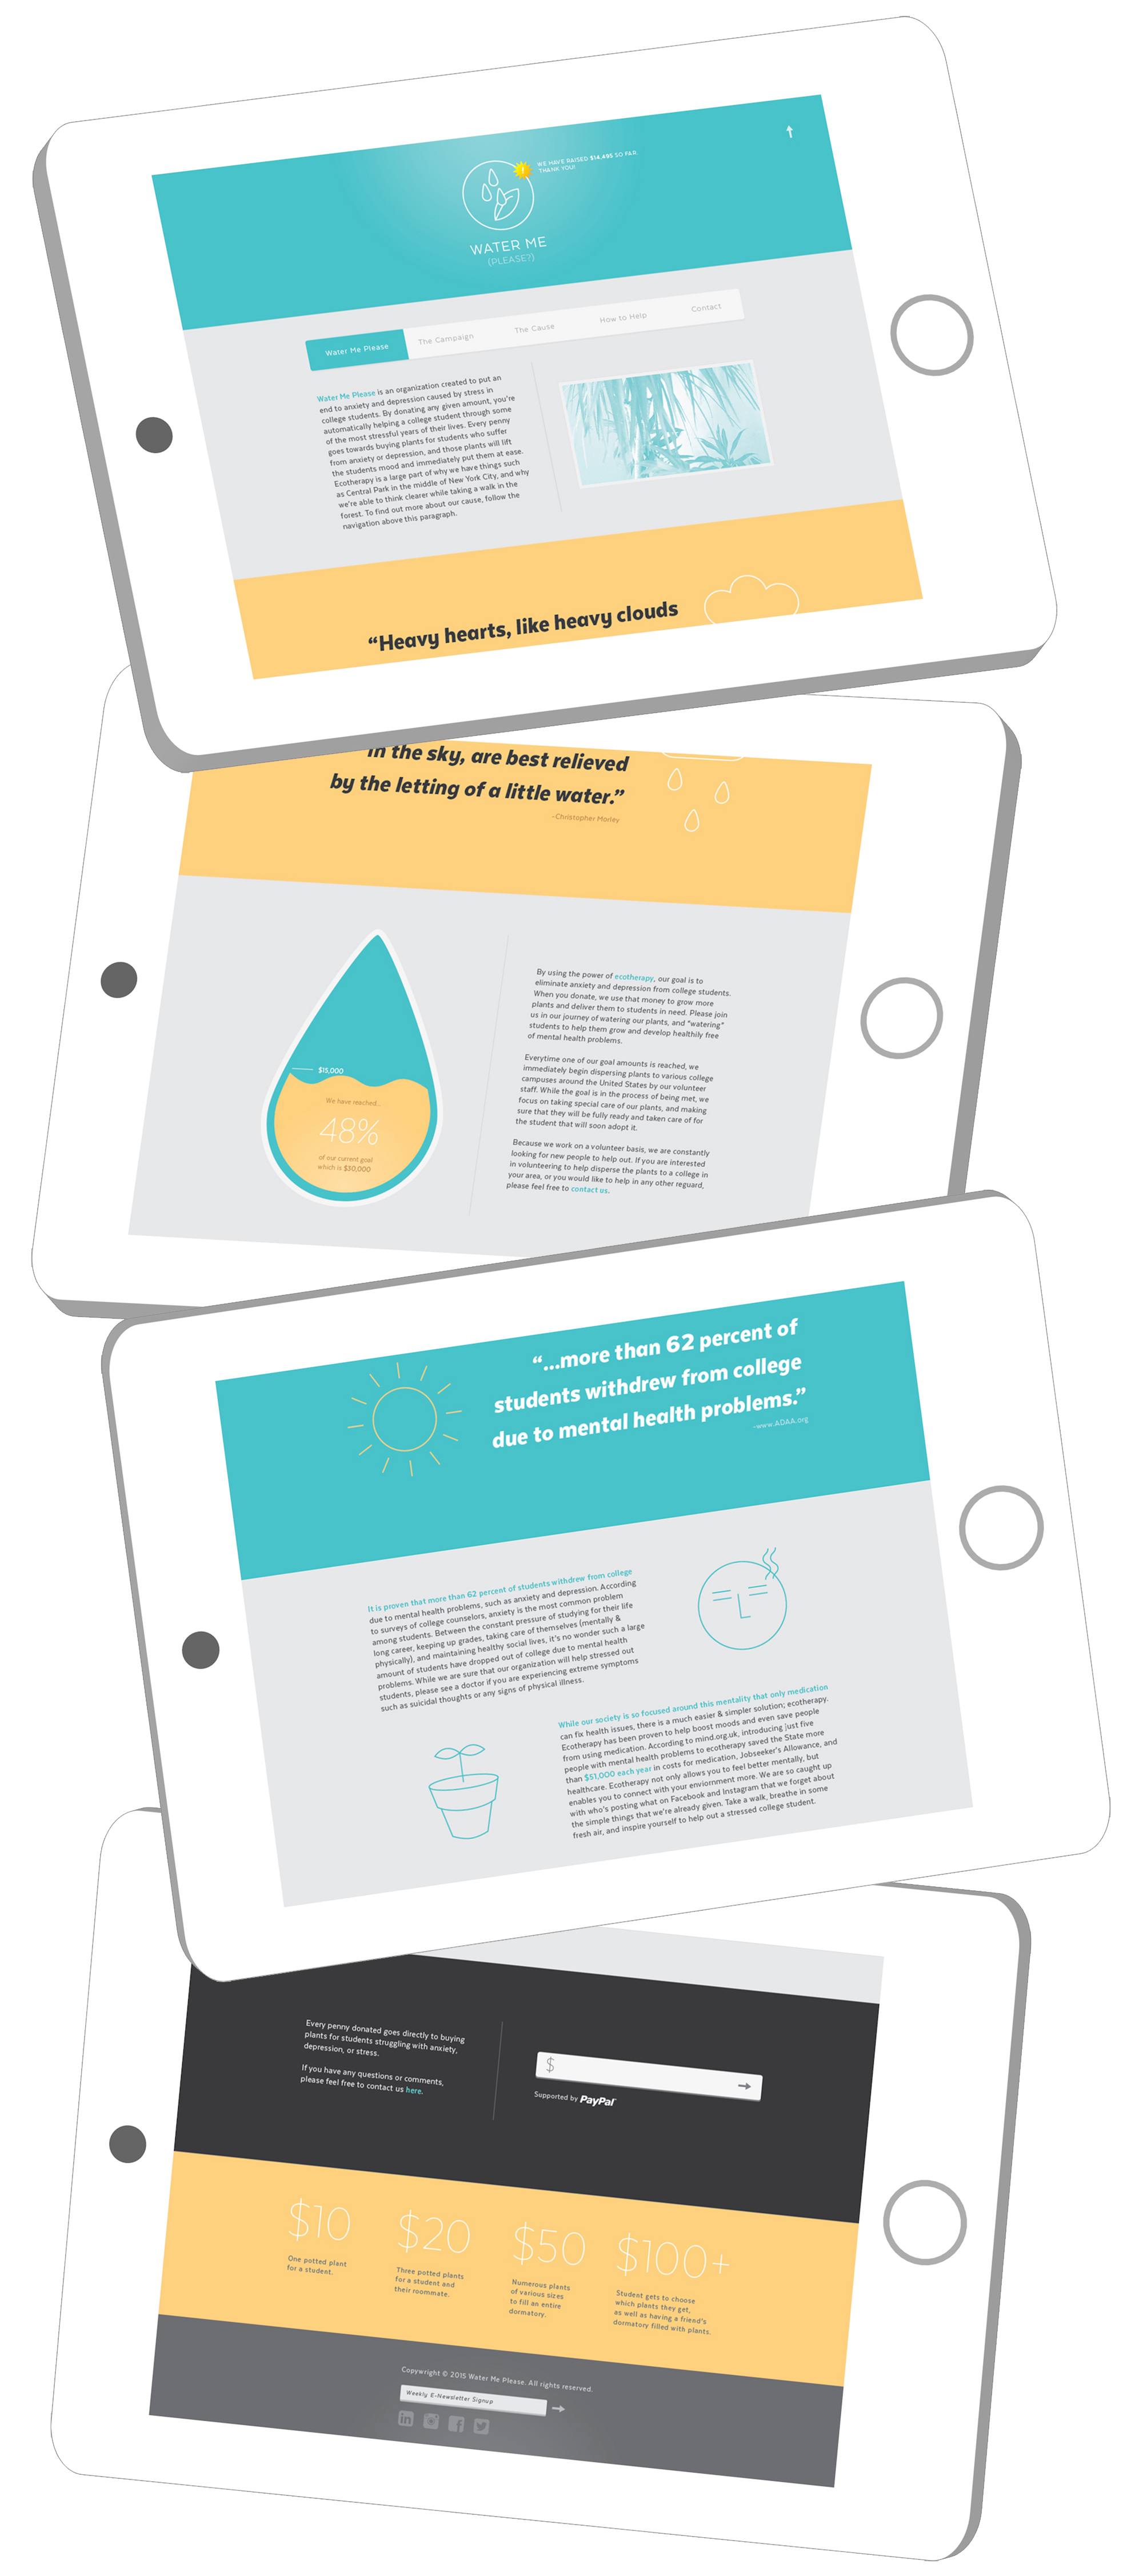 WE HAVE RAISED $14,495 SO FAR.
THANK YOU!
WATER ME
(PLEASE?)
Water Me Please
The Campaign
The Cause
How to Help
Contact
Water Me Please is an organization created to put an
end to anxiety and depression caused by stress in
college students. By donating any given amount, you're
automatically helping a college student through some
of the most stressful years of their lives. Every penny
goes towards buying plants for students who suffer
from anxiety or depression, and those plants will lift
the students mood and immediately put them at ease.
Ecotherapy is a large part of why we have things such
as Central Park in the middle of New York City, and why
we're able to think clearer while taking a walk in the
forest. To find out more about our cause, follow the
navigation above this paragraph.
“Heavy hearts, like heavy clouds
in the sky, are best relieved
by the letting of a little water.”
-Christopher Morley
$15,000
We have reached...
48%
of our current goal
which is $30,000
By using the power of ecotherapy, our goal is to
eliminate anxiety and depression from college students.
When you donate, we use that money to grow more
plants and deliver them to students in need. Please join
us in our journey of watering our plants, and "watering"
students to help them grow and develop healthily free
of mental health problems.
Everytime one of our goal amounts is reached, we
immediately begin dispersing plants to various college
campuses around the United States by our volunteer
staff. While the goal is in the process of being met, we
focus on taking special care of our plants, and making
sure that they will be fully ready and taken care of for
the student that will soon adopt it.
Because we work on a volunteer basis, we are constantly
looking for new people to help out. If you are interested
in volunteering to help disperse the plants to a college in
your area, or you would like to help in any other reguard,
please feel free to contact us.
“...more than 62 percent of
students withdrew from college
due to mental health problems.”
-www.ADAA.org
It is proven that more than 62 percent of students withdrew from college
due to mental health problems, such as anxiety and depression. According
to surveys of college counselors, anxiety is the most common problem
among students. Between the constant pressure of studying for their life
long career, keeping up grades, taking care of themselves (mentally &
physically), and maintaining healthy social lives, it's no wonder such a large
amount of students have dropped out of college due to mental health
problems. While we are sure that our organization will help stressed out
students, please see a doctor if you are experiencing extreme symptoms
such as suicidal thoughts or any signs of physical illness.
While our society is so focused around this mentality that only medication
can fix health issues, there is a much easier & simpler solution; ecotherapy.
Ecotherapy has been proven to help boost moods and even save people
from using medication. According to mind.org.uk, introducing just five
people with mental health problems to ecotherapy saved the State more
than $51,000 each year in costs for medication, Jobseeker's Allowance, and
healthcare. Ecotherapy not only allows you to feel better mentally, but
enables you to connect with your enviornment more. We are so caught up
with who's posting what on Facebook and Instagram that we forget about
the simple things that we're already given. Take a walk, breathe in some
fresh air, and inspire yourself to help out a stressed college student.
Every penny donated goes directly to buying
plants for students struggling with anxiety,
depression, or stress.
If you have any questions or comments,
please feel free to contact us here.
$
Supported by PayPal
$10
One potted plant
for a student.
$20
Three potted plants
for a student and
their roommate.
$50
Numerous plants
of various sizes
to fill an entire
dormatory.
$100+
Student gets to choose
which plants they get,
as well as having a friend's
dormatory filled with plants.
Copywright © 2015 Water Me Please. All rights reserved.
Weekly E-Newsletter Signup